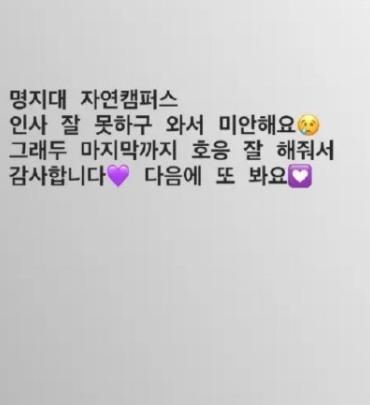 명지대 자연캠퍼스
인사 잘 못하구 와서 미안해요😢
그래두 마지막까지 호응 잘 해줘서
감사합니다💜 다음에 또 봐요💟